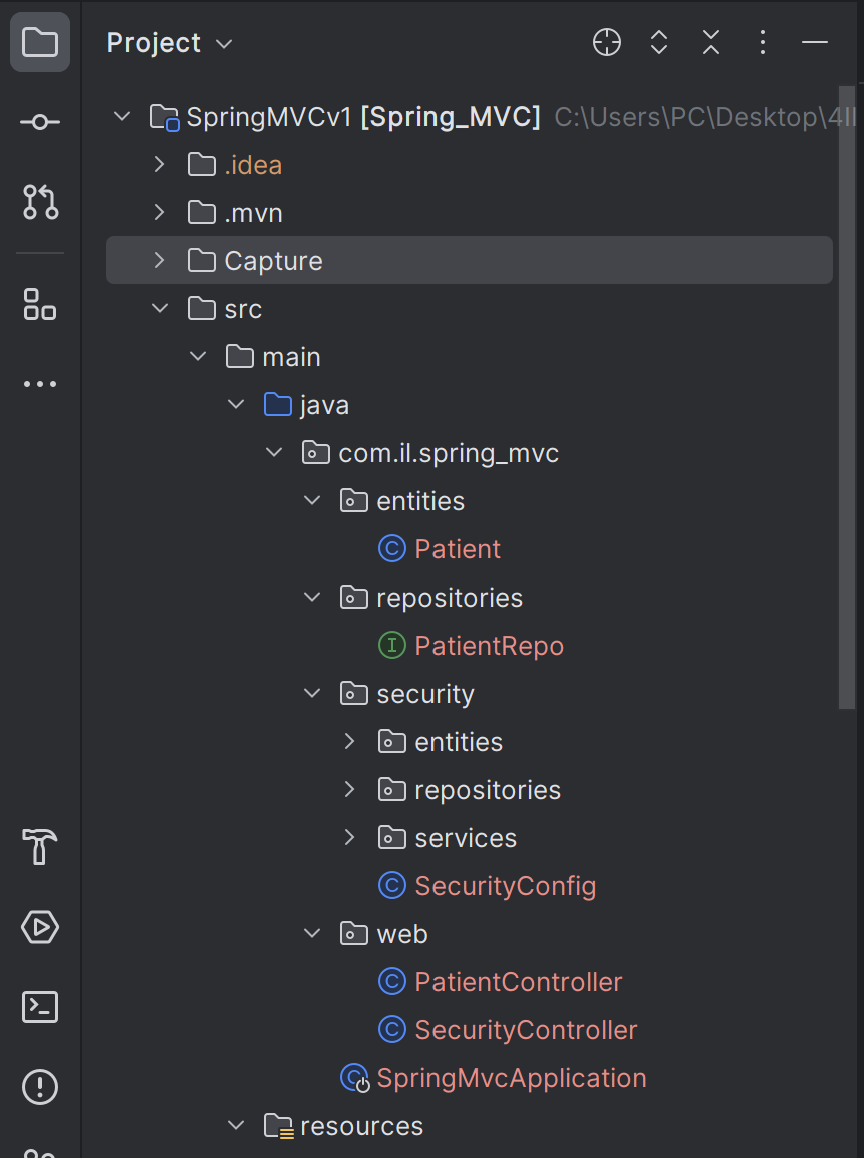 Project
SpringMVCv1 [Spring_MVC] C:\Users\PC\Desktop\4II
.idea
.mvn
Capture
src
main
java
com.il.spring_mvc
entities
Patient
repositories
PatientRepo
security
entities
repositories
services
SecurityConfig
web
PatientController
SecurityController
SpringMvcApplication
resources